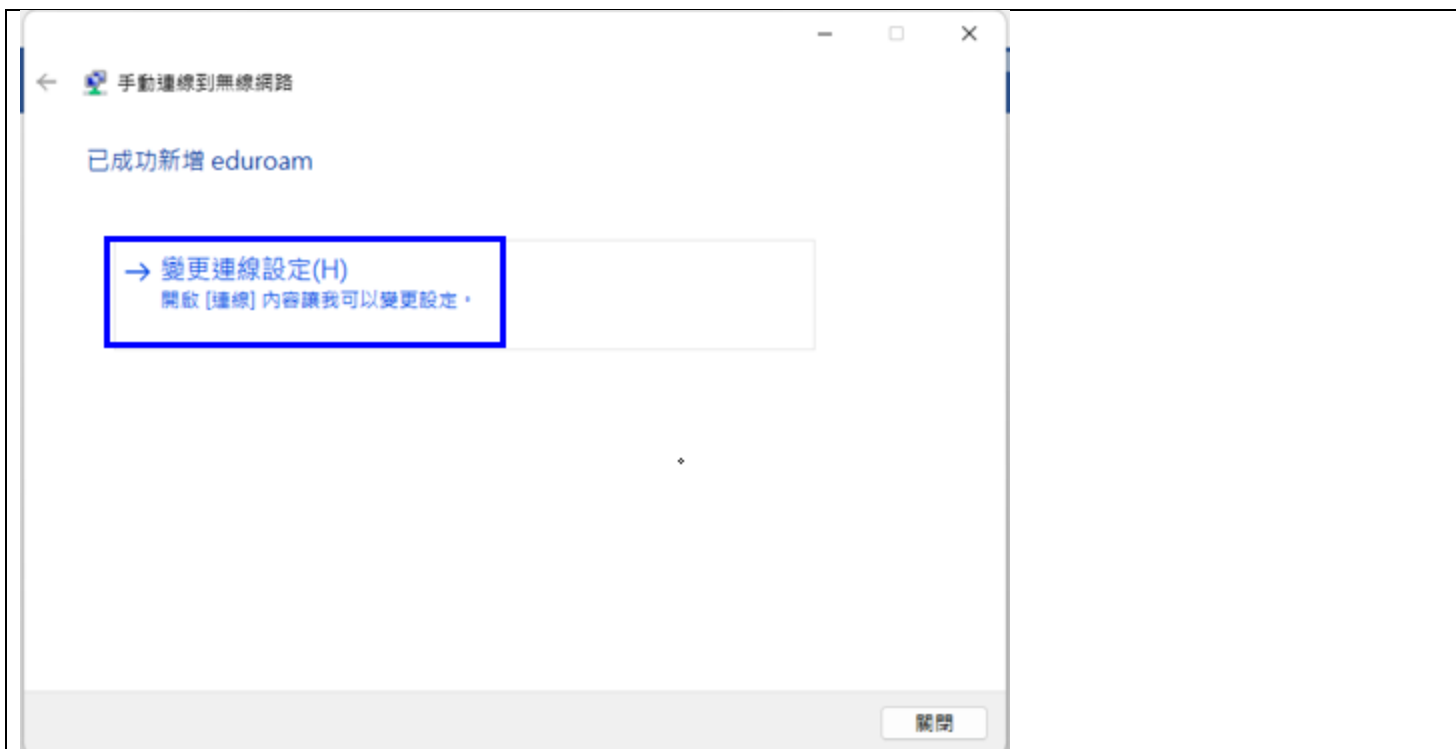 手動連線到無線網路
已成功新增 eduroam
→ 變更連線設定(H)
開啟 [連線] 內容讓我可以變更設定。
關閉